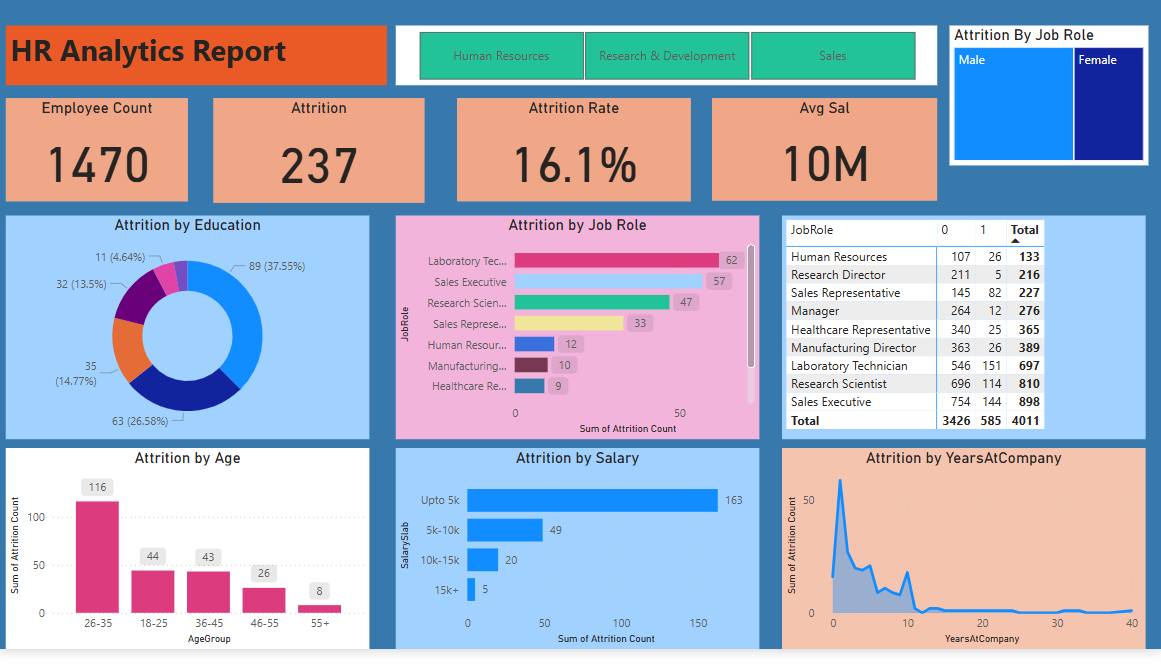 HR Analytics Report
Human Resources
Research & Development
Sales
Attrition By Job Role
Male
Female
Employee Count
1470
Attrition
237
Attrition Rate
16.1%
Avg Sal
10M
Attrition by Education
11 (4.64%)
89 (37.55%)
32 (13.5%)
35
(14.77%)
63 (26.58%)
Attrition by Job Role
JobRole
Laboratory Tec... 62
Sales Executive 57
Research Scien... 47
Sales Represe... 33
Human Resour... 12
Manufacturing... 10
Healthcare Re... 9
0 50
Sum of Attrition Count
JobRole 0 1 Total
Human Resources 107 26 133
Research Director 211 5 216
Sales Representative 145 82 227
Manager 264 12 276
Healthcare Representative 340 25 365
Manufacturing Director 363 26 389
Laboratory Technician 546 151 697
Research Scientist 696 114 810
Sales Executive 754 144 898
Total 3426 585 4011
Attrition by Age
Sum of Attrition Count
100
50
0
116
44
43
26
8
26-35 18-25 36-45 46-55 55+
AgeGroup
Attrition by Salary
SalarySlab
Upto 5k 163
5k-10k 49
10k-15k 20
15k+ 5
0 50 100 150
Sum of Attrition Count
Attrition by YearsAtCompany
Sum of Attrition Count
50
0
0 10 20 30 40
YearsAtCompany